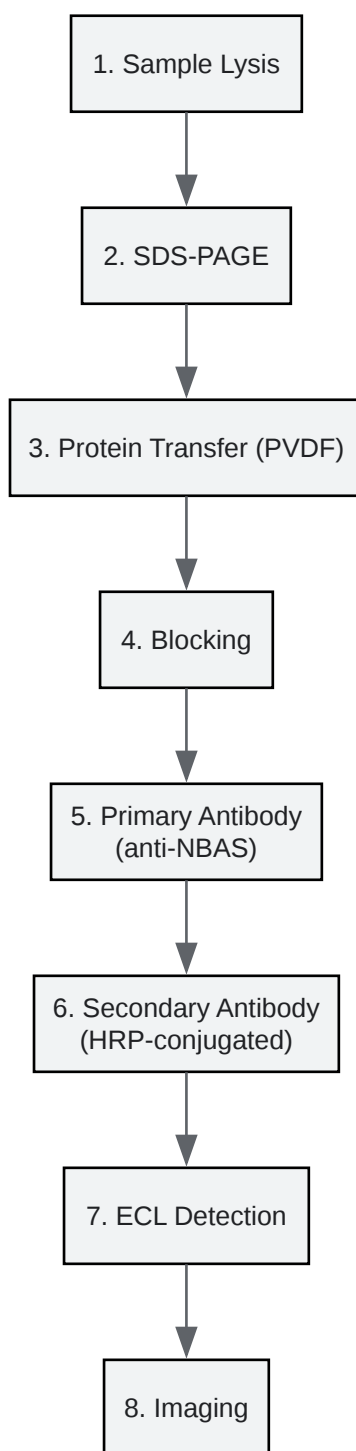 1. Sample Lysis
2. SDS-PAGE
3. Protein Transfer (PVDF)
4. Blocking
5. Primary Antibody
(anti-NBAS)
6. Secondary Antibody
(HRP-conjugated)
7. ECL Detection
8. Imaging